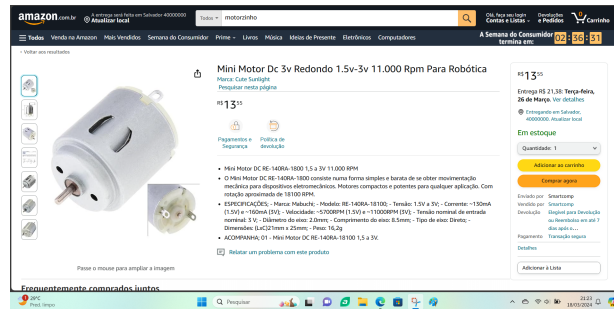 amazon.com.br
A entrega será feita em Salvador 40000000
Atualizar local
Todos
motorzinho
Olá, faça seu login
Contas e Listas
Devoluções
e Pedidos
Carrinho
Todos Venda na Amazon Mais Vendidos Semana do Consumidor Prime Livros Música Ideias de Presente Eletrônicos Computadores
A Semana do Consumidor
termina em: 02 : 36 : 31
‹ Voltar aos resultados
Mini Motor Dc 3v Redondo 1.5v-3v 11.000 Rpm Para Robótica
Marca: Cute Sunlight
Pesquisar nesta página
R$ 13 55
Pagamentos e
Segurança
Política de
devolução
• Mini Motor DC RE-140RA-1800 1,5 a 3V 11.000 RPM
• O Mini Motor DC RE-140RA-1800 consiste numa forma simples e barata de se obter movimentação
mecânica para dispositivos eletromecânicos. Motores compactos e potentes para qualquer aplicação. Com
rotação aproximada de 18100 RPM.
• ESPECIFICAÇÕES; - Marca: Mabuchi; - Modelo: RE-140RA-18100; - Tensão: 1.5V a 3V; - Corrente: ~130mA
(1.5V) e ~160mA (3V); - Velocidade: ~5700RPM (1.5V) e ~11000RPM (3V); - Tensão nominal de entrada
nominal: 3 V; - Diâmetro do eixo: 2.0mm; - Comprimento do eixo: 8.5mm; - Tipo de eixo: Direto; -
Dimensões: (LxC)21mm x 25mm; - Peso: 16,2g
• ACOMPANHA; 01 - Mini Motor DC RE-140RA-18100 1,5 a 3V.
Relatar um problema com este produto
Passe o mouse para ampliar a imagem
Frequentemente comprados juntos
R$ 13 55
Entrega R$ 21,38: Terça-feira,
26 de Março. Ver detalhes
Entregando em Salvador,
40000000: Atualizar local
Em estoque
Quantidade: 1
Adicionar ao carrinho
Comprar agora
Enviado por Smartcomp
Vendido por Smartcomp
Devolução Elegível para Devolução
ou Reembolso em até 7
dias após o...
Pagamento Transação segura
Detalhes
Adicionar à Lista
29°C
Pred. limpo
Pesquisar
21:23
18/03/2024